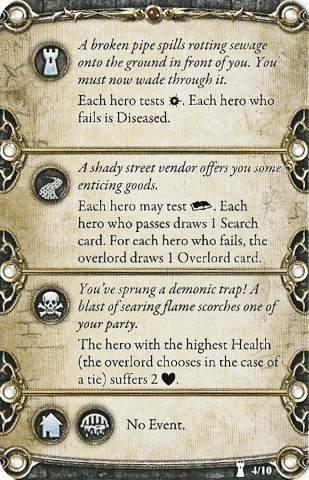 A broken pipe spills rotting sewage
onto the ground in front of you. You
must now wade through it.
Each hero tests . Each hero who
fails is Diseased.
A shady street vendor offers you some
enticing goods.
Each hero may test . Each
hero who passes draws 1 Search
card. For each hero who fails, the
overlord draws 1 Overlord card.
You've sprung a demonic trap! A
blast of searing flame scorches one of
your party.
The hero with the highest Health
(the overlord chooses in the case of
a tie) suffers 2 .
No Event.
4/10